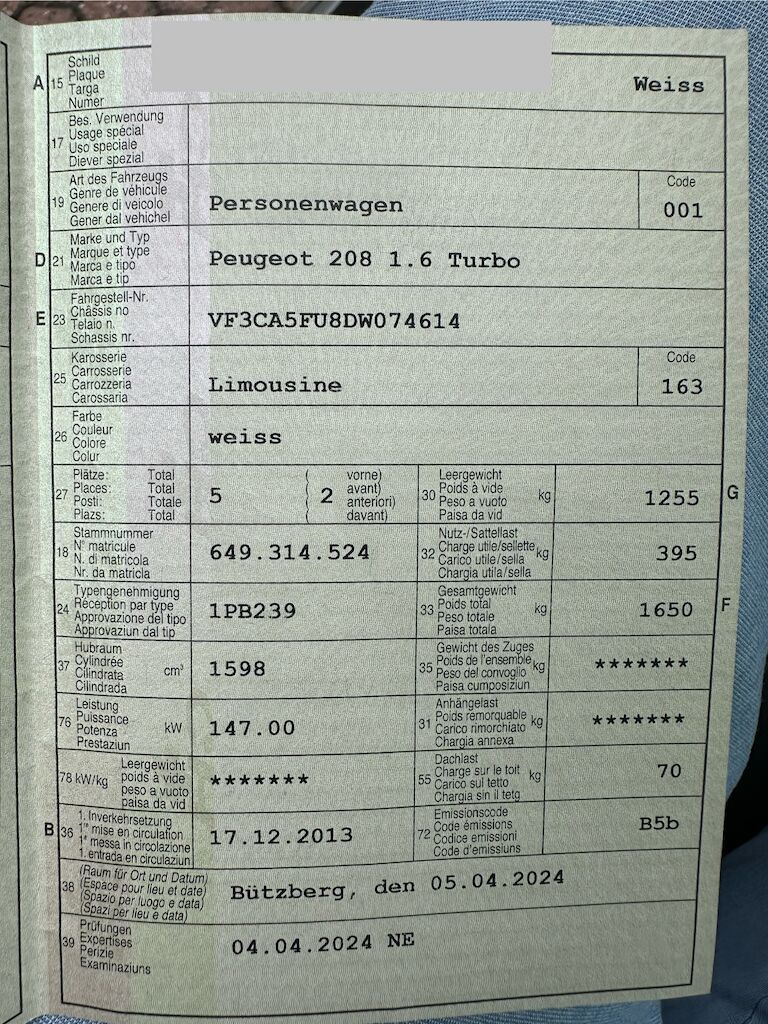 A 15 Schild
Plaque
Targa
Numer
Weiss
17 Bes. Verwendung
Usage spécial
Uso speciale
Diever spezial
19 Art des Fahrzeugs
Genre de véhicule
Genere di veicolo
Gener dal vehichel
Personenwagen
Code
001
D 21 Marke und Typ
Marque et type
Marca e tipo
Marca e tip
Peugeot 208 1.6 Turbo
E 23 Fahrgestell-Nr.
Châssis no
Telaio n.
Schassis nr.
VF3CA5FU8DW074614
25 Karosserie
Carrosserie
Carrozzeria
Carossaria
Limousine
Code
163
26 Farbe
Couleur
Colore
Colur
weiss
27 Plätze: Total
Places: Total
Posti: Totale
Plazs: Total
5
( vorne)
( avant)
2
( anteriori)
( davant)
30 Leergewicht
Poids à vide
Peso a vuoto
Paisa da vid
kg
1255
G
18 Stammnummer
N° matricule
N. di matricola
Nr. da matricla
649.314.524
32 Nutz-/Sattellast
Charge utile/sellette
Carico utile/sella
Chargia utila/sella
kg
395
24 Typengenehmigung
Réception par type
Approvazione del tipo
Approvaziun dal tip
1PB239
33 Gesamtgewicht
Poids total
Peso totale
Paisa totala
kg
1650
F
37 Hubraum
Cylindrée
Cilindrata
Cilindrada
cm³
1598
35 Gewicht des Zuges
Poids de l'ensemble
Peso del convoglio
Paisa cumposiziun
kg
*******
76 Leistung
Puissance
Potenza
Prestaziun
kW
147.00
31 Anhängelast
Poids remorquable
Carico rimorchiato
Chargia annexa
kg
*******
78 kW/kg Leergewicht
poids à vide
peso a vuoto
paisa da vid
*******
55 Dachlast
Charge sur le toit
Carico sul tetto
Chargia sin il tetg
kg
70
B 36 1. Inverkehrsetzung
1re mise en circulation
1a messa in circolazione
1. entrada en circulaziun
17.12.2013
72 Emissionscode
Code émissions
Codice emissioni
Code d'emissiuns
B5b
38 (Raum für Ort und Datum)
(Espace pour lieu et date)
(Spazio per luogo e data)
(Spazi per lieu e data)
Bützberg, den 05.04.2024
39 Prüfungen
Expertises
Perizie
Examinaziuns
04.04.2024 NE